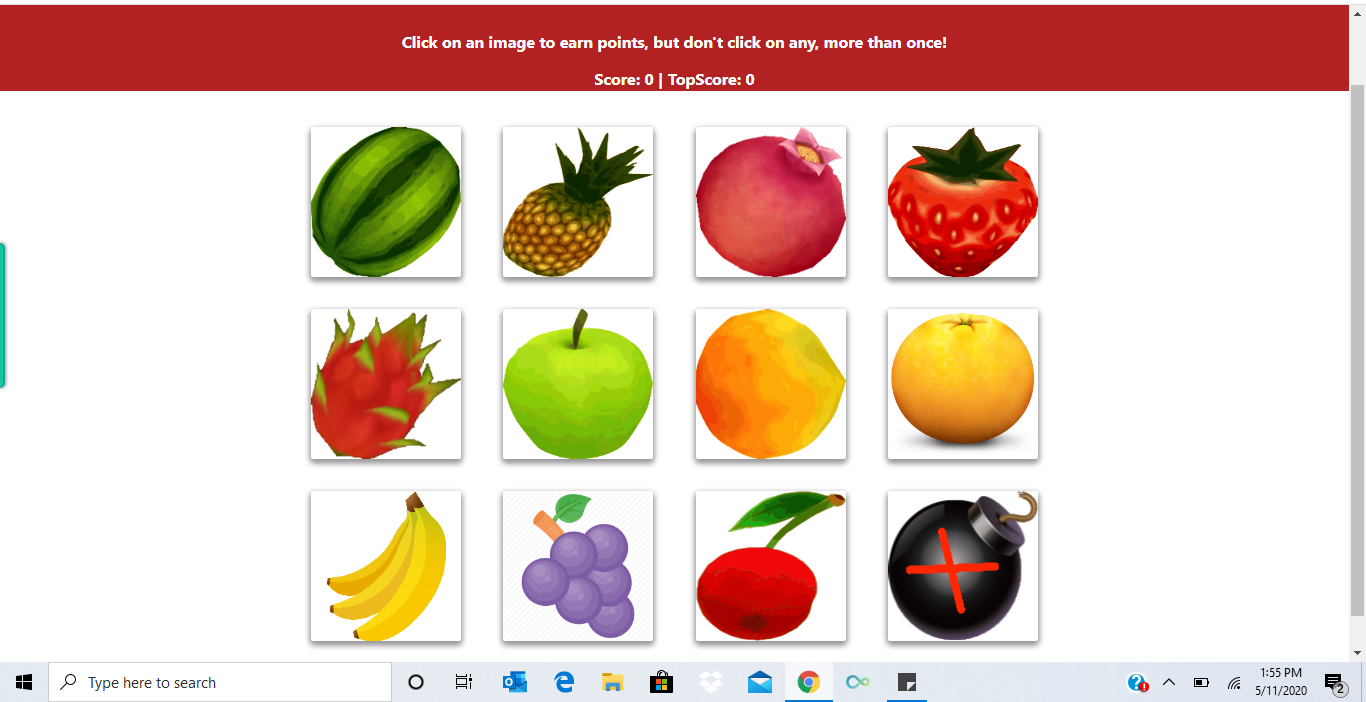 Click on an image to earn points, but don't click on any, more than once!
Score: 0 | TopScore: 0
Type here to search
1:55 PM
5/11/2020
2